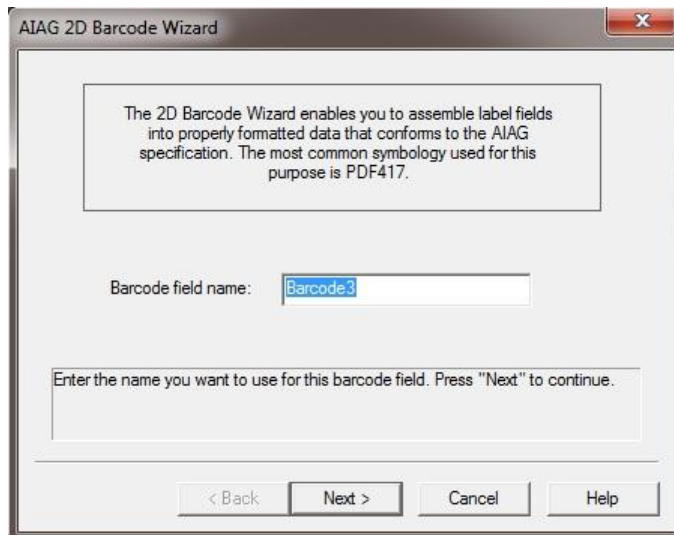 AIAG 2D Barcode Wizard
The 2D Barcode Wizard enables you to assemble label fields
into properly formatted data that conforms to the AIAG
specification. The most common symbology used for this
purpose is PDF417.
Barcode field name: Barcode3
Enter the name you want to use for this barcode field. Press "Next" to continue.
< Back Next > Cancel Help